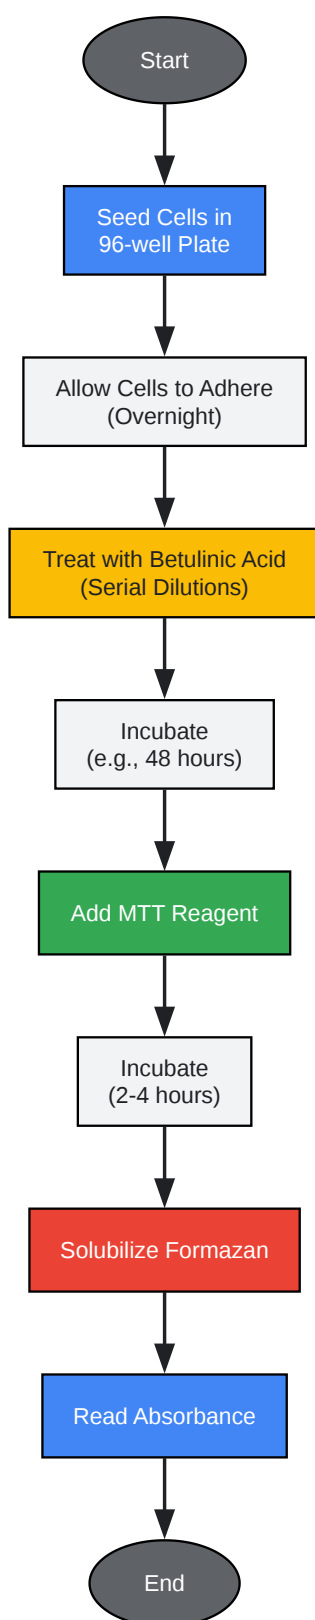 Start
Seed Cells in
96-well Plate
Allow Cells to Adhere
(Overnight)
Treat with Betulinic Acid
(Serial Dilutions)
Incubate
(e.g., 48 hours)
Add MTT Reagent
Incubate
(2-4 hours)
Solubilize Formazan
Read Absorbance
End